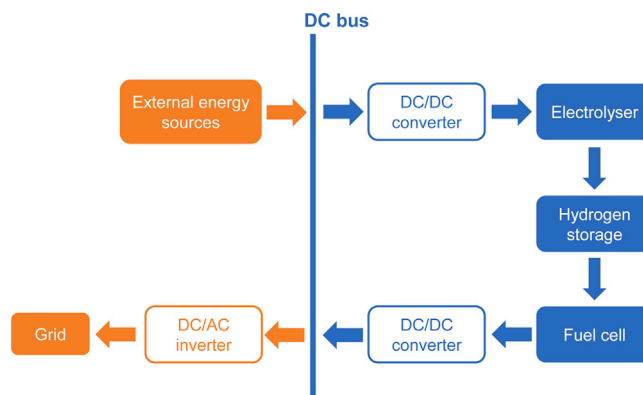 DC bus
External energy
sources
DC/DC
converter
Electrolyser
Hydrogen
storage
Grid
DC/AC
inverter
DC/DC
converter
Fuel cell